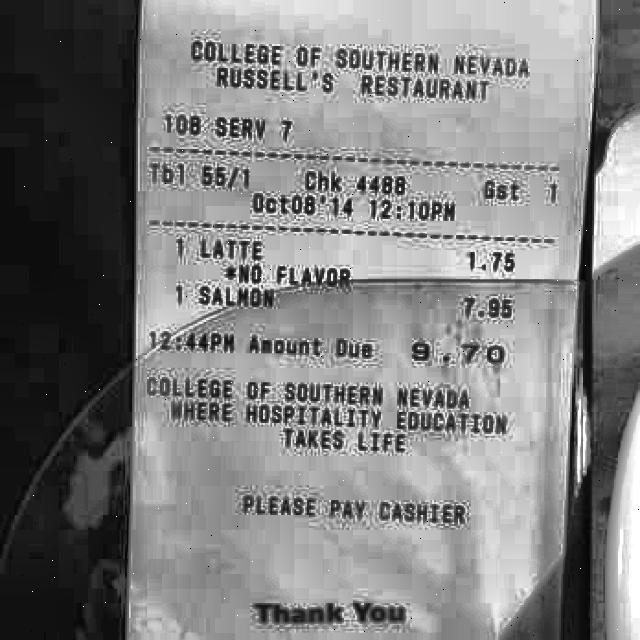 COLLEGE OF SOUTHERN NEVADA
RUSSELL'S RESTAURANT
108 SERV 7
Tbl 55/1 Chk 4488 Gst 1
Oct08'14 12:10PM
1 LATTE 1.75
*NO FLAVOR
1 SALMON 7.95
12:44PM Amount Due 9.70
COLLEGE OF SOUTHERN NEVADA
WHERE HOSPITALITY EDUCATION
TAKES LIFE
PLEASE PAY CASHIER
Thank You